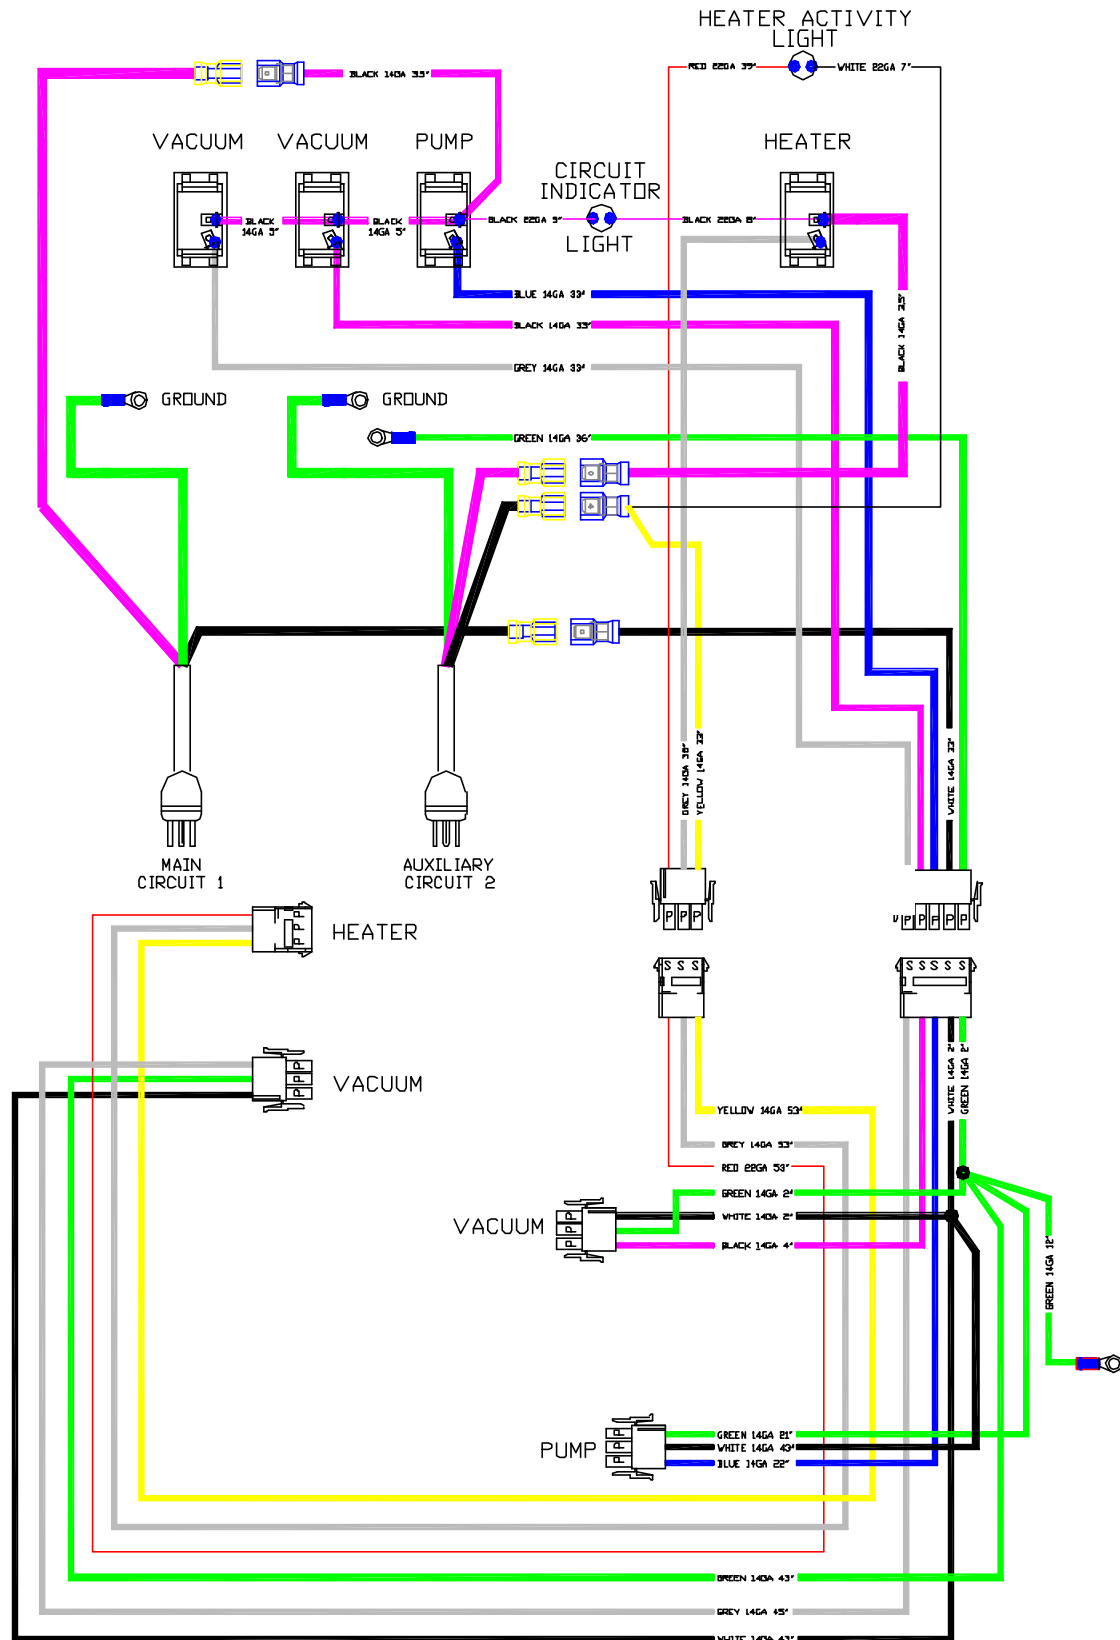 HEATER ACTIVITY
LIGHT
RED 22GA 39"
WHITE 22GA 7"
BLACK 14GA 35"
VACUUM
VACUUM
PUMP
HEATER
CIRCUIT
INDICATOR
LIGHT
BLACK
14GA 5"
BLACK
14GA 5"
BLACK 22GA 9"
BLACK 22GA 8"
BLUE 14GA 33"
BLACK 14GA 33"
GREY 14GA 33"
BLACK 14GA
GROUND
GROUND
GREEN 14GA 36"
GREY 14GA 38"
YELLOW 14GA 33"
WHITE 14GA 33"
MAIN
CIRCUIT 1
AUXILIARY
CIRCUIT 2
P P P
P P P P P
HEATER
P
P
P
S S S
S S S S S
WHITE 14GA 2"
GREEN 14GA 2"
VACUUM
P
P
P
YELLOW 14GA 53"
GREY 14GA 53"
RED 22GA 53"
GREEN 14GA 2"
WHITE 14GA 2"
BLACK 14GA 4"
VACUUM
P
P
P
GREEN 14GA 12"
PUMP
P
P
P
GREEN 14GA 21"
WHITE 14GA 43"
BLUE 14GA 22"
GREEN 14GA 43"
GREY 14GA 45"
WHITE 14GA 43"